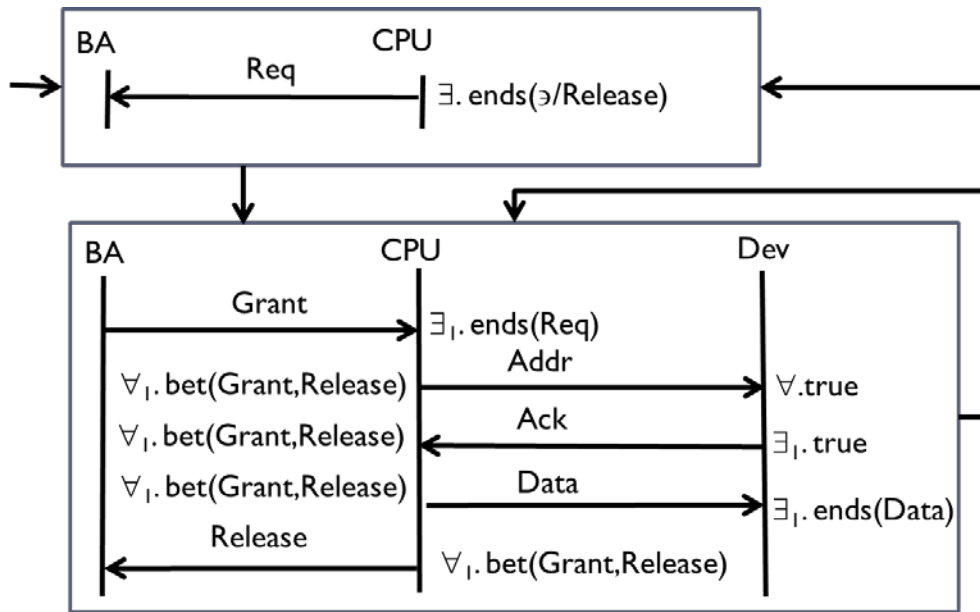 BA CPU
Req
∃. ends(϶/Release)
BA CPU Dev
Grant
∃₁. ends(Req)
Addr
∀₁. bet(Grant,Release) ∀.true
Ack
∀₁. bet(Grant,Release) ∃₁. true
∀₁. bet(Grant,Release) Data
∃₁. ends(Data)
Release
∀₁. bet(Grant,Release)